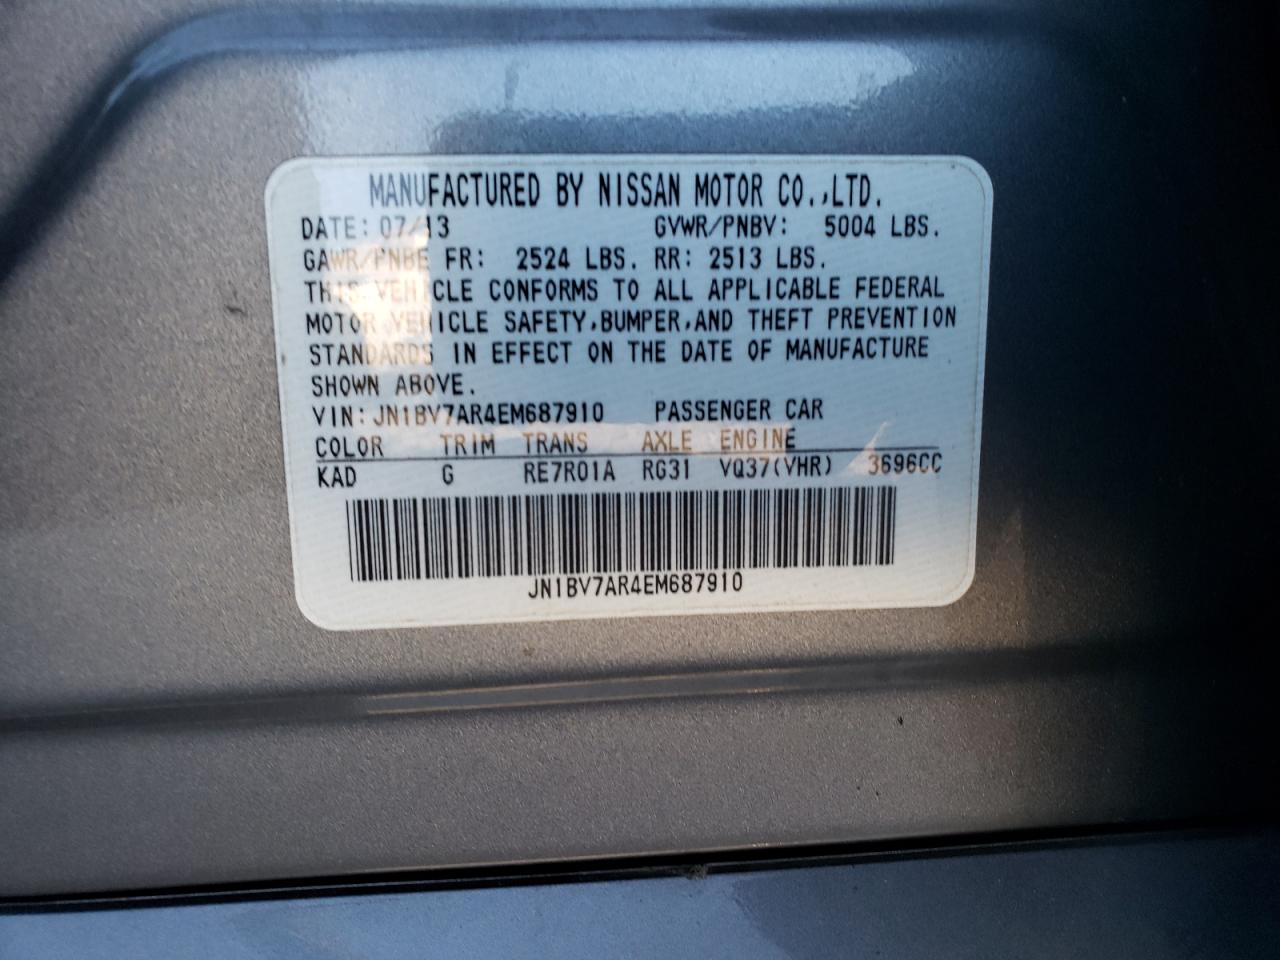 MANUFACTURED BY NISSAN MOTOR CO.,LTD.
DATE: 07/13 GVWR/PNBV: 5004 LBS.
GAWR/PNBE FR: 2524 LBS. RR: 2513 LBS.
THIS VEHICLE CONFORMS TO ALL APPLICABLE FEDERAL
MOTOR VEHICLE SAFETY,BUMPER,AND THEFT PREVENTION
STANDARDS IN EFFECT ON THE DATE OF MANUFACTURE
SHOWN ABOVE.
VIN: JN1BV7AR4EM687910 PASSENGER CAR
COLOR TRIM TRANS AXLE ENGINE
KAD G RE7R01A RG31 VQ37(VHR) 3696CC
JN1BV7AR4EM687910